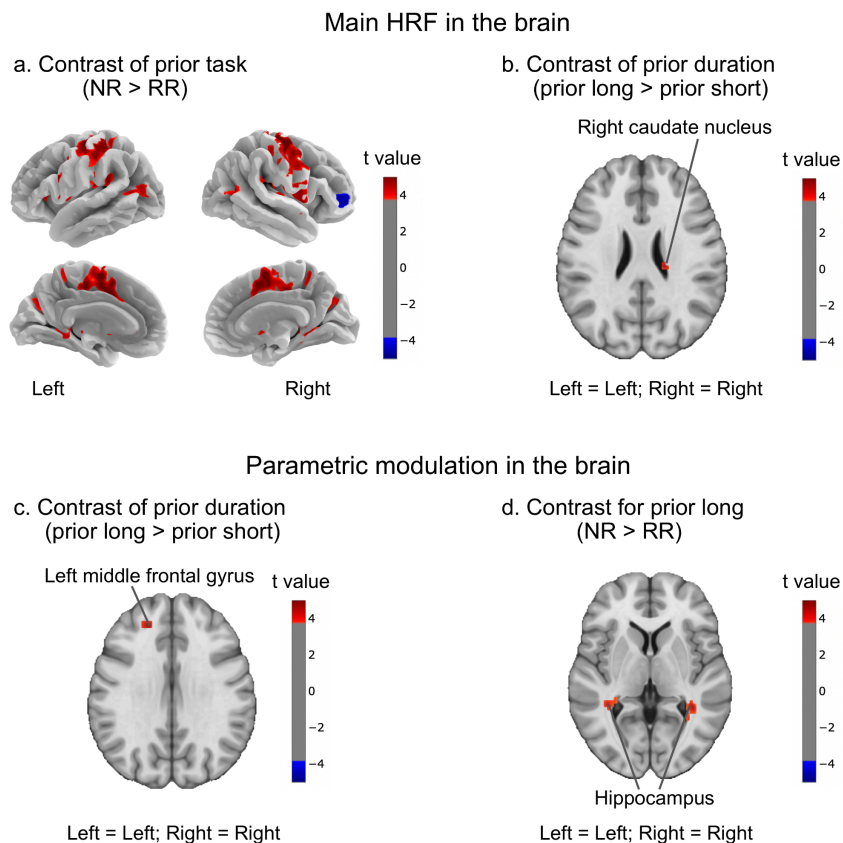 Main HRF in the brain
a. Contrast of prior task
(NR > RR)
t value
4
2
0
−2
−4
Left
Right
b. Contrast of prior duration
(prior long > prior short)
Right caudate nucleus
t value
4
2
0
−2
−4
Left = Left; Right = Right
Parametric modulation in the brain
c. Contrast of prior duration
(prior long > prior short)
Left middle frontal gyrus
t value
4
2
0
−2
−4
Left = Left; Right = Right
d. Contrast for prior long
(NR > RR)
t value
4
2
0
−2
−4
Hippocampus
Left = Left; Right = Right